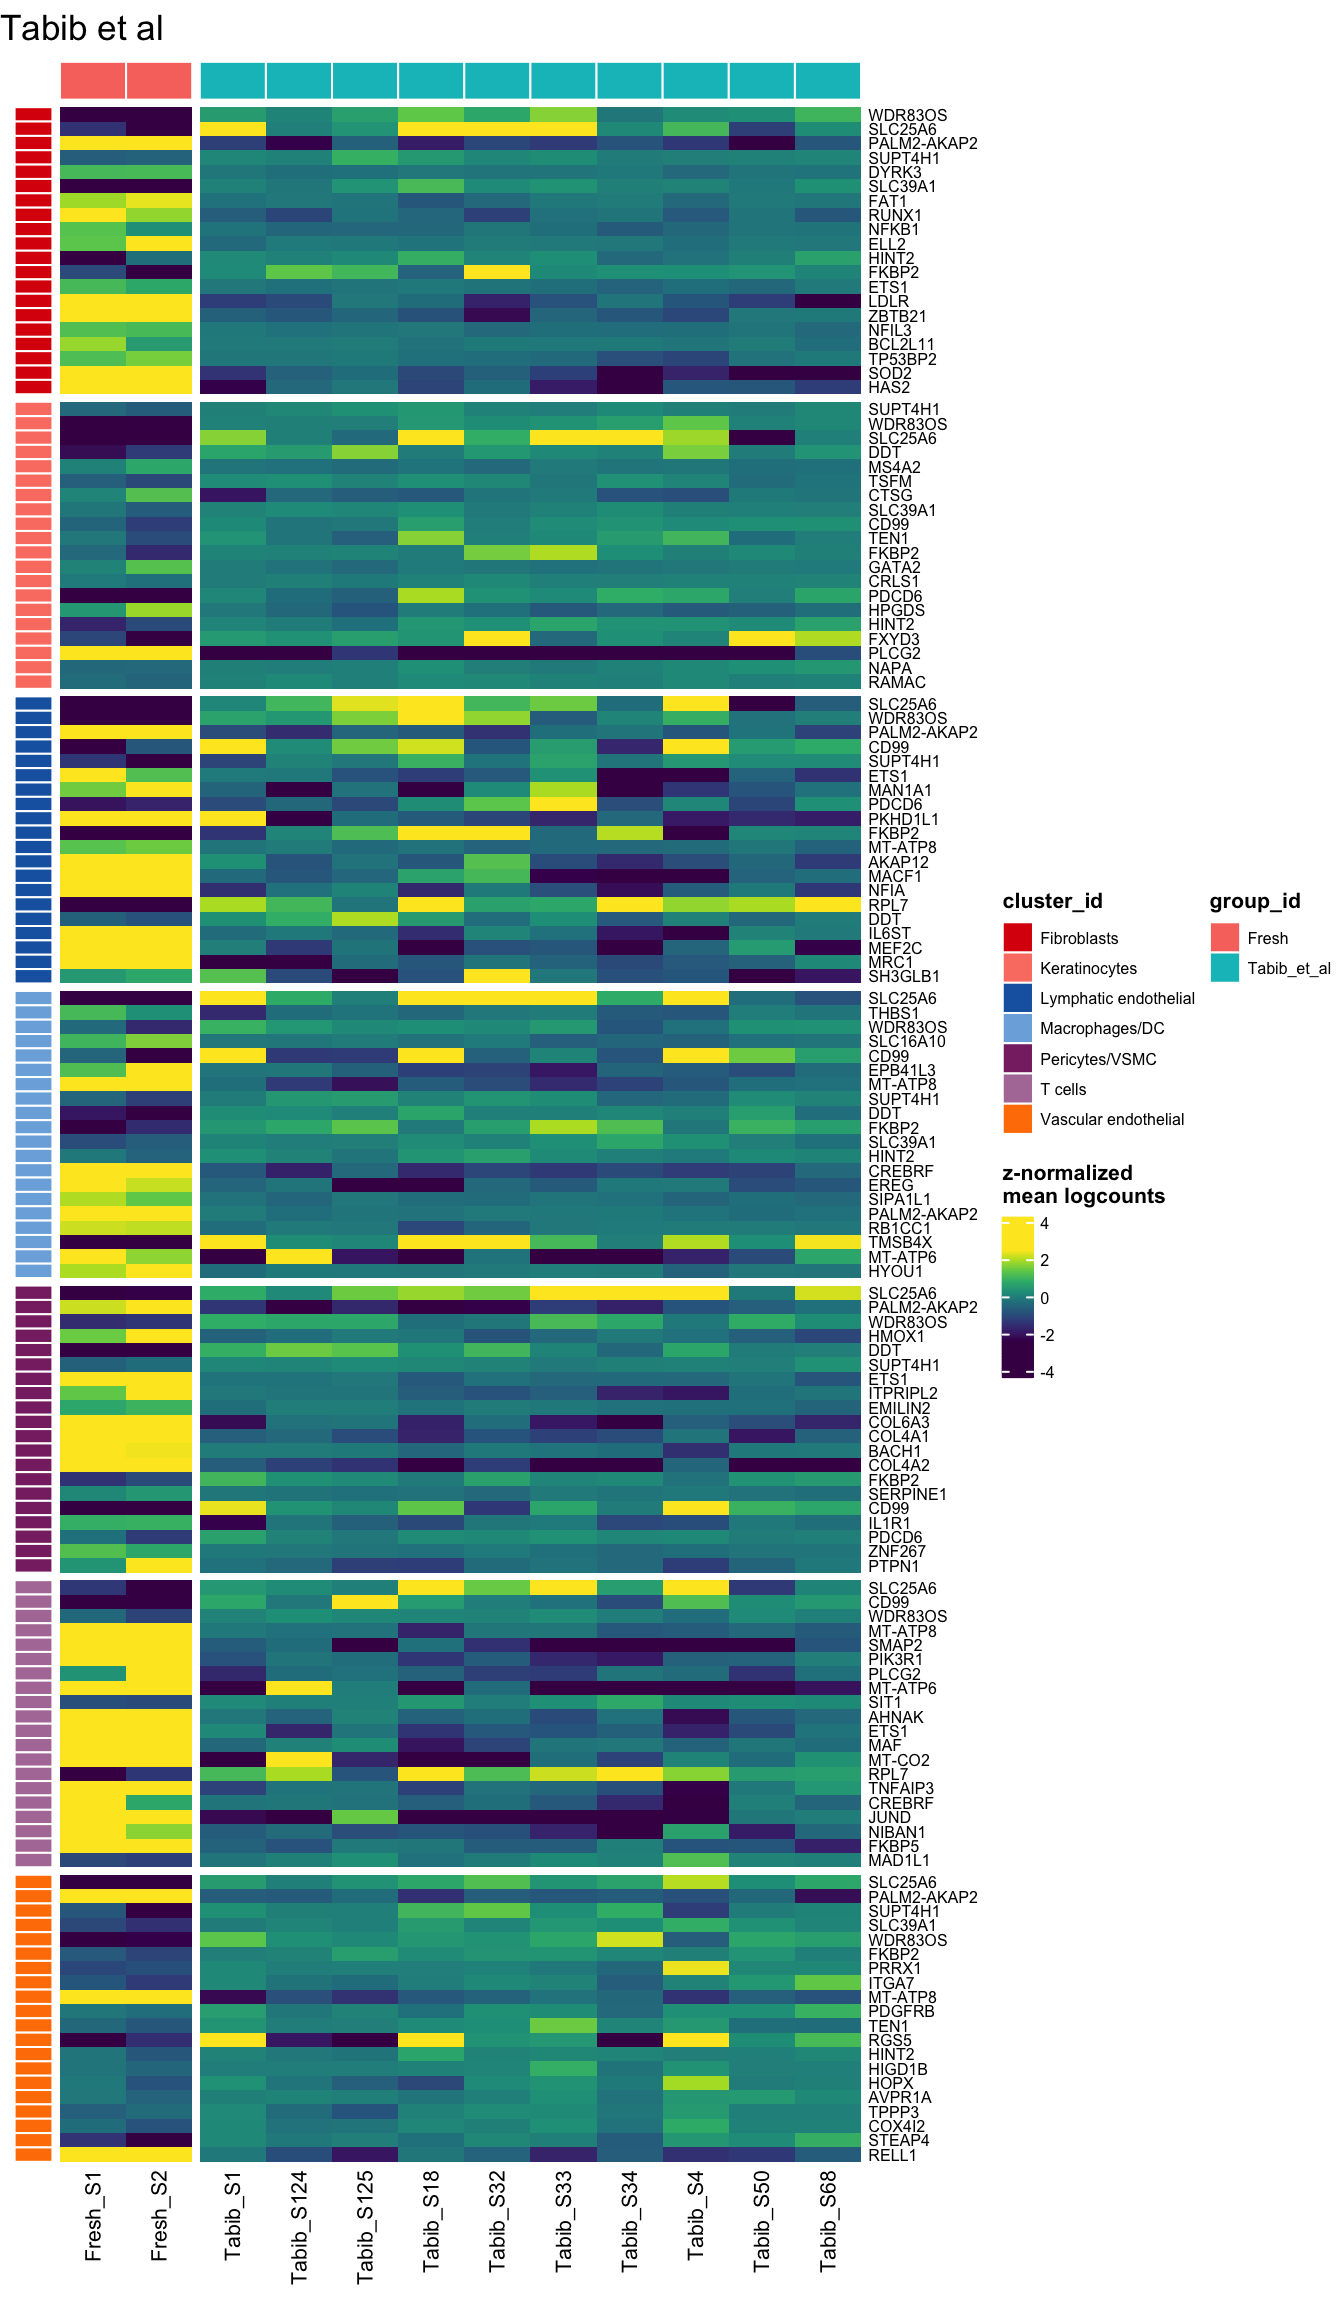 Tabib et al
WDR83OS
SLC25A6
PALM2-AKAP2
SUPT4H1
DYRK3
SLC39A1
FAT1
RUNX1
NFKB1
ELL2
HINT2
FKBP2
ETS1
LDLR
ZBTB21
NFIL3
BCL2L11
TP53BP2
SOD2
HAS2
SUPT4H1
WDR83OS
SLC25A6
DDT
MS4A2
TSFM
CTSG
SLC39A1
CD99
TEN1
FKBP2
GATA2
CRLS1
PDCD6
HPGDS
HINT2
FXYD3
PLCG2
NAPA
RAMAC
SLC25A6
WDR83OS
PALM2-AKAP2
CD99
SUPT4H1
ETS1
MAN1A1
PDCD6
PKHD1L1
FKBP2
MT-ATP8
AKAP12
MACF1
NFIA
RPL7
DDT
IL6ST
MEF2C
MRC1
SH3GLB1
SLC25A6
THBS1
WDR83OS
SLC16A10
CD99
EPB41L3
MT-ATP8
SUPT4H1
DDT
FKBP2
SLC39A1
HINT2
CREBRF
EREG
SIPA1L1
PALM2-AKAP2
RB1CC1
TMSB4X
MT-ATP6
HYOU1
SLC25A6
PALM2-AKAP2
WDR83OS
HMOX1
DDT
SUPT4H1
ETS1
ITPRIPL2
EMILIN2
COL6A3
COL4A1
BACH1
COL4A2
FKBP2
SERPINE1
CD99
IL1R1
PDCD6
ZNF267
PTPN1
SLC25A6
CD99
WDR83OS
MT-ATP8
SMAP2
PIK3R1
PLCG2
MT-ATP6
SIT1
AHNAK
ETS1
MAF
MT-CO2
RPL7
TNFAIP3
CREBRF
JUND
NIBAN1
FKBP5
MAD1L1
SLC25A6
PALM2-AKAP2
SUPT4H1
SLC39A1
WDR83OS
FKBP2
PRRX1
ITGA7
MT-ATP8
PDGFRB
TEN1
RGS5
HINT2
HIGD1B
HOPX
AVPR1A
TPPP3
COX4I2
STEAP4
RELL1
Fresh_S1
Fresh_S2
Tabib_S1
Tabib_S124
Tabib_S125
Tabib_S18
Tabib_S32
Tabib_S33
Tabib_S34
Tabib_S4
Tabib_S50
Tabib_S68
cluster_id
Fibroblasts
Keratinocytes
Lymphatic endothelial
Macrophages/DC
Pericytes/VSMC
T cells
Vascular endothelial
group_id
Fresh
Tabib_et_al
z-normalized
mean logcounts
4
2
0
-2
-4